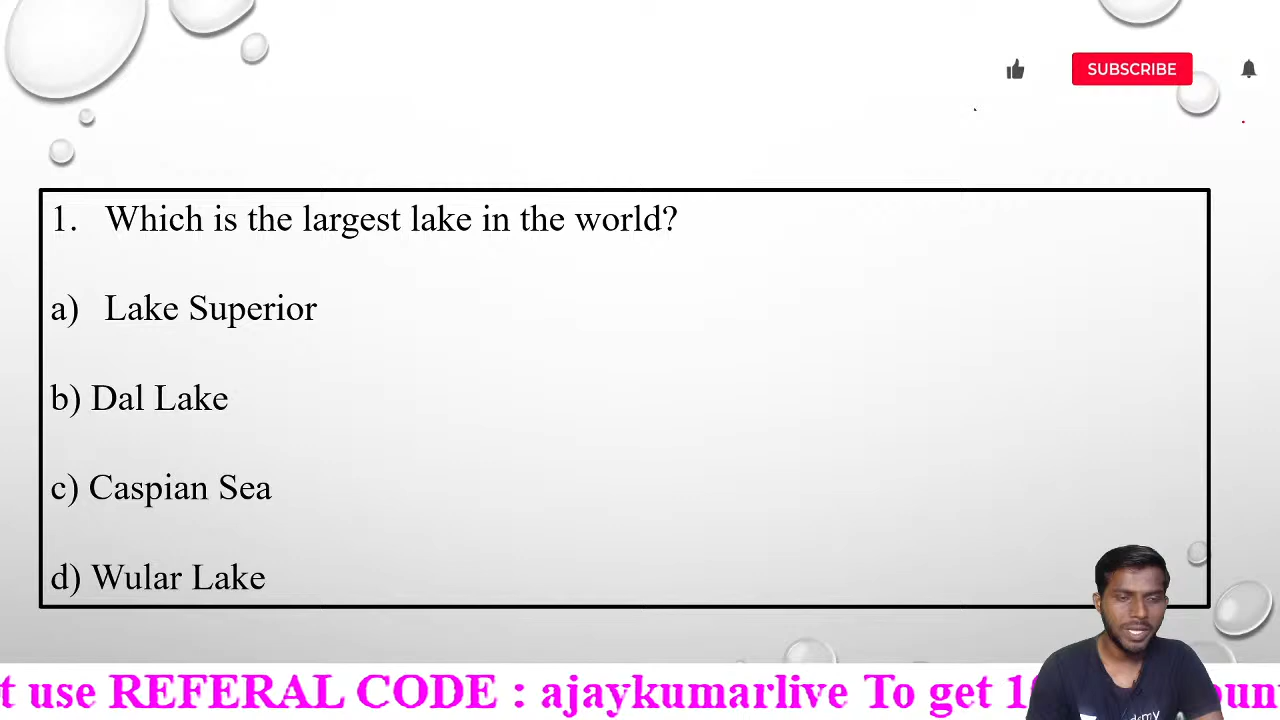 SUBSCRIBE
1. Which is the largest lake in the world?
a) Lake Superior
b) Dal Lake
c) Caspian Sea
d) Wular Lake
t use REFERAL CODE : ajaykumarlive To get